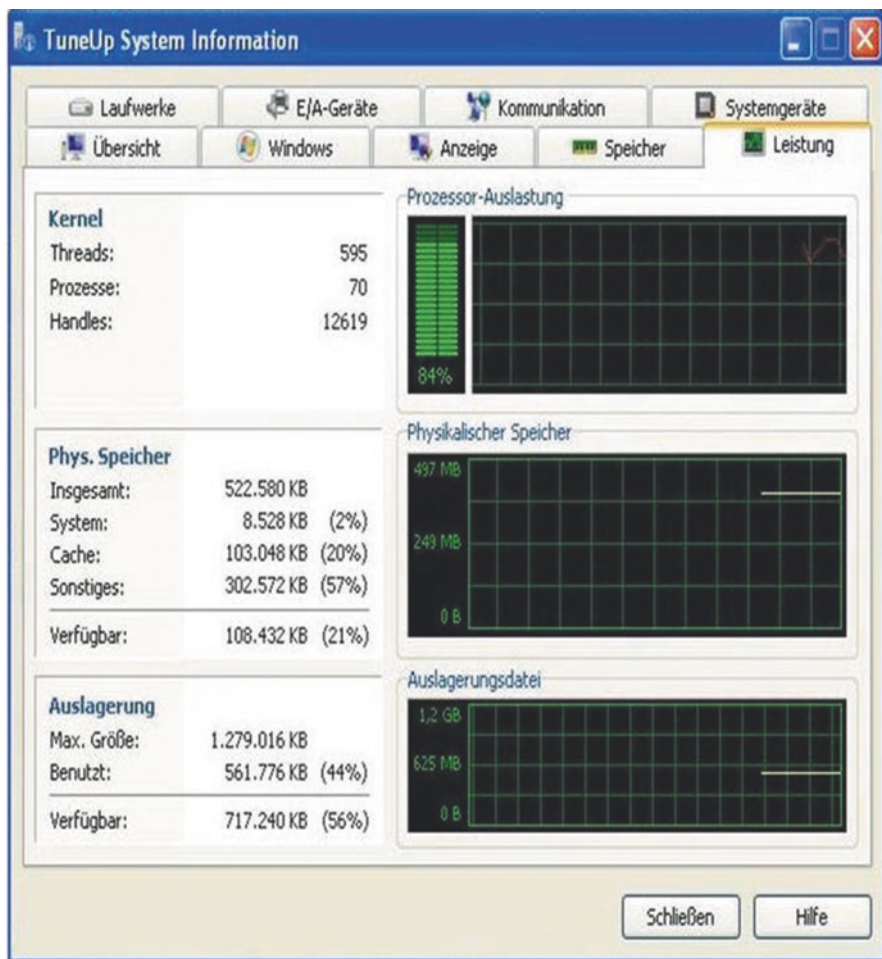 TuneUp System Information
Laufwerke
E/A-Geräte
Kommunikation
Systemgeräte
Übersicht
Windows
Anzeige
Speicher
Leistung
Kernel
Threads: 595
Prozesse: 70
Handles: 12619
Prozessor-Auslastung
84%
Phys. Speicher
Insgesamt: 522.580 KB
System: 8.528 KB (2%)
Cache: 103.048 KB (20%)
Sonstiges: 302.572 KB (57%)
Verfügbar: 108.432 KB (21%)
Physikalischer Speicher
497 MB
249 MB
0 B
Auslagerung
Max. Größe: 1.279.016 KB
Benutzt: 561.776 KB (44%)
Verfügbar: 717.240 KB (56%)
Auslagerungsdatei
1,2 GB
625 MB
0 B
Schließen
Hilfe